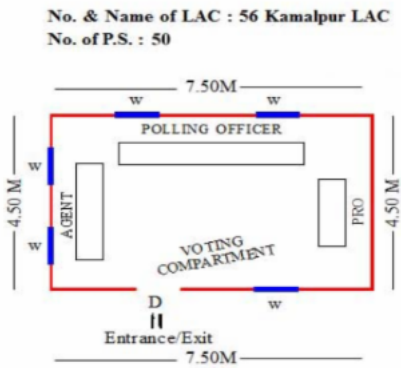 No. & Name of LAC : 56 Kamalpur LAC
No. of P.S. : 50
7.50M
W
W
POLLING OFFICER
4.50 M
W
AGENT
W
PRO
4.50 M
VOTING
COMPARTMENT
D
W
Entrance/Exit
7.50M